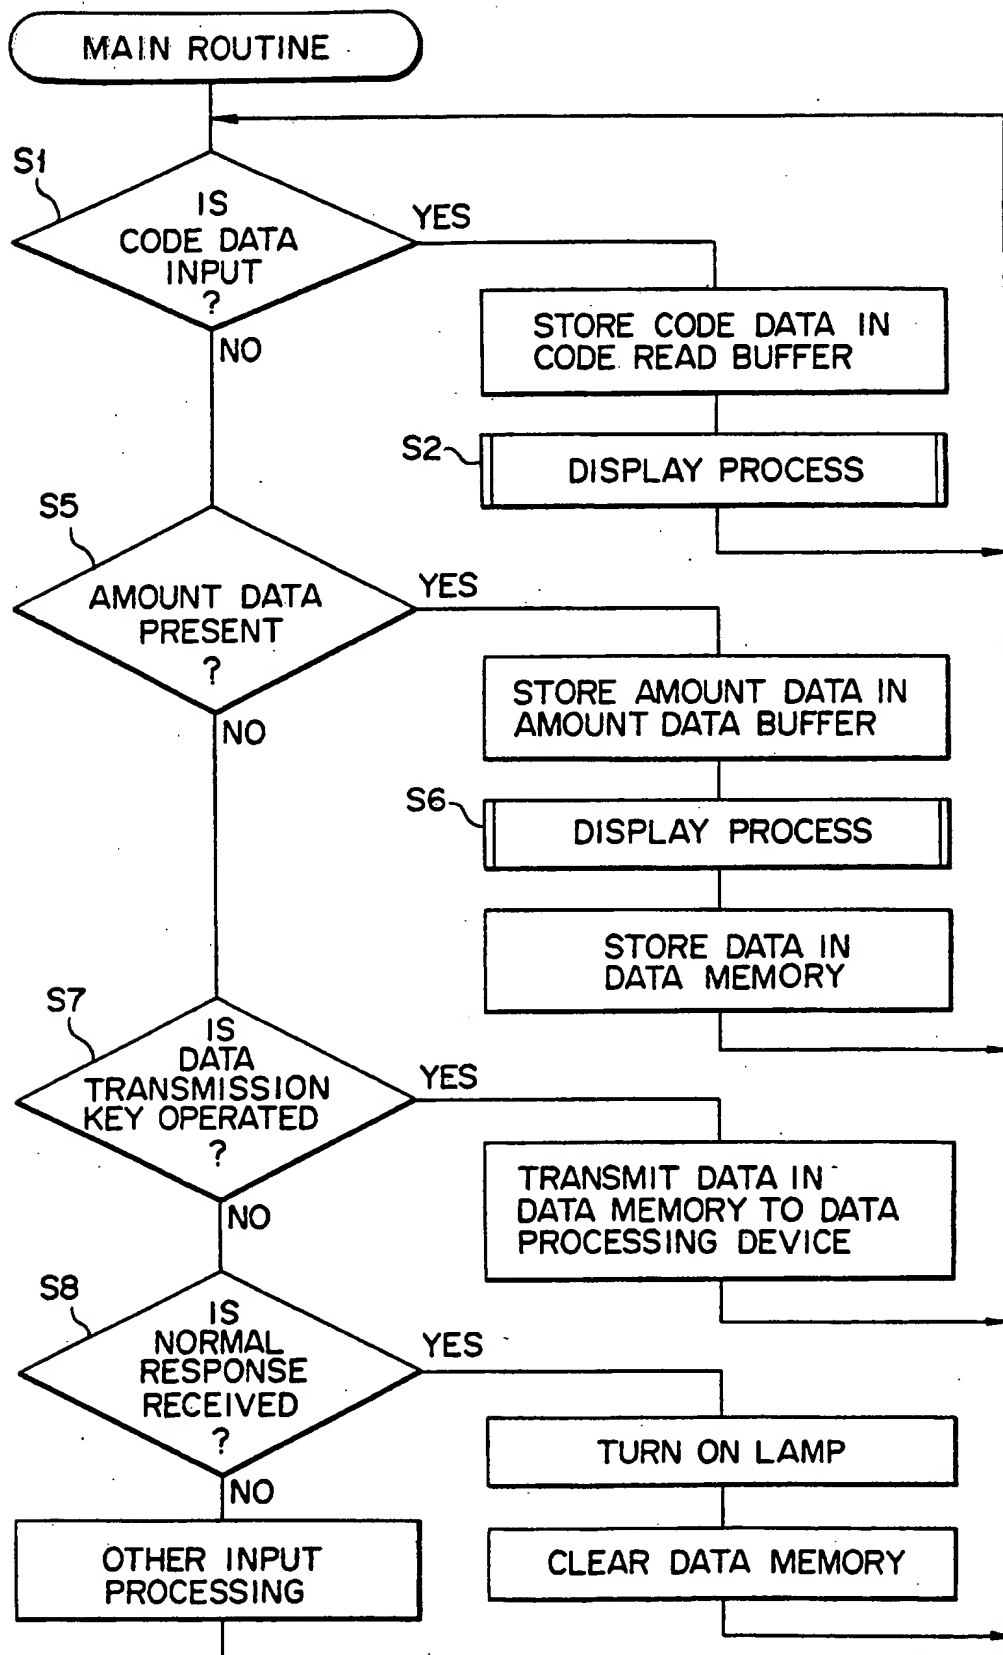 MAIN ROUTINE
S1
IS
CODE DATA
INPUT
?
YES
NO
STORE CODE DATA IN
CODE READ BUFFER
S2
DISPLAY PROCESS
S5
AMOUNT DATA
PRESENT
?
YES
NO
STORE AMOUNT DATA IN
AMOUNT DATA BUFFER
S6
DISPLAY PROCESS
STORE DATA IN
DATA MEMORY
S7
IS
DATA
TRANSMISSION
KEY OPERATED
?
YES
NO
TRANSMIT DATA IN
DATA MEMORY TO DATA
PROCESSING DEVICE
S8
IS
NORMAL
RESPONSE
RECEIVED
?
YES
NO
TURN ON LAMP
CLEAR DATA MEMORY
OTHER INPUT
PROCESSING